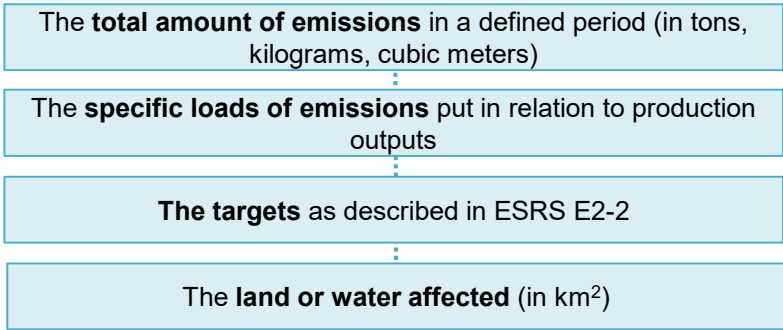 The total amount of emissions in a defined period (in tons,
kilograms, cubic meters)
The specific loads of emissions put in relation to production
outputs
The targets as described in ESRS E2-2
The land or water affected (in km²)